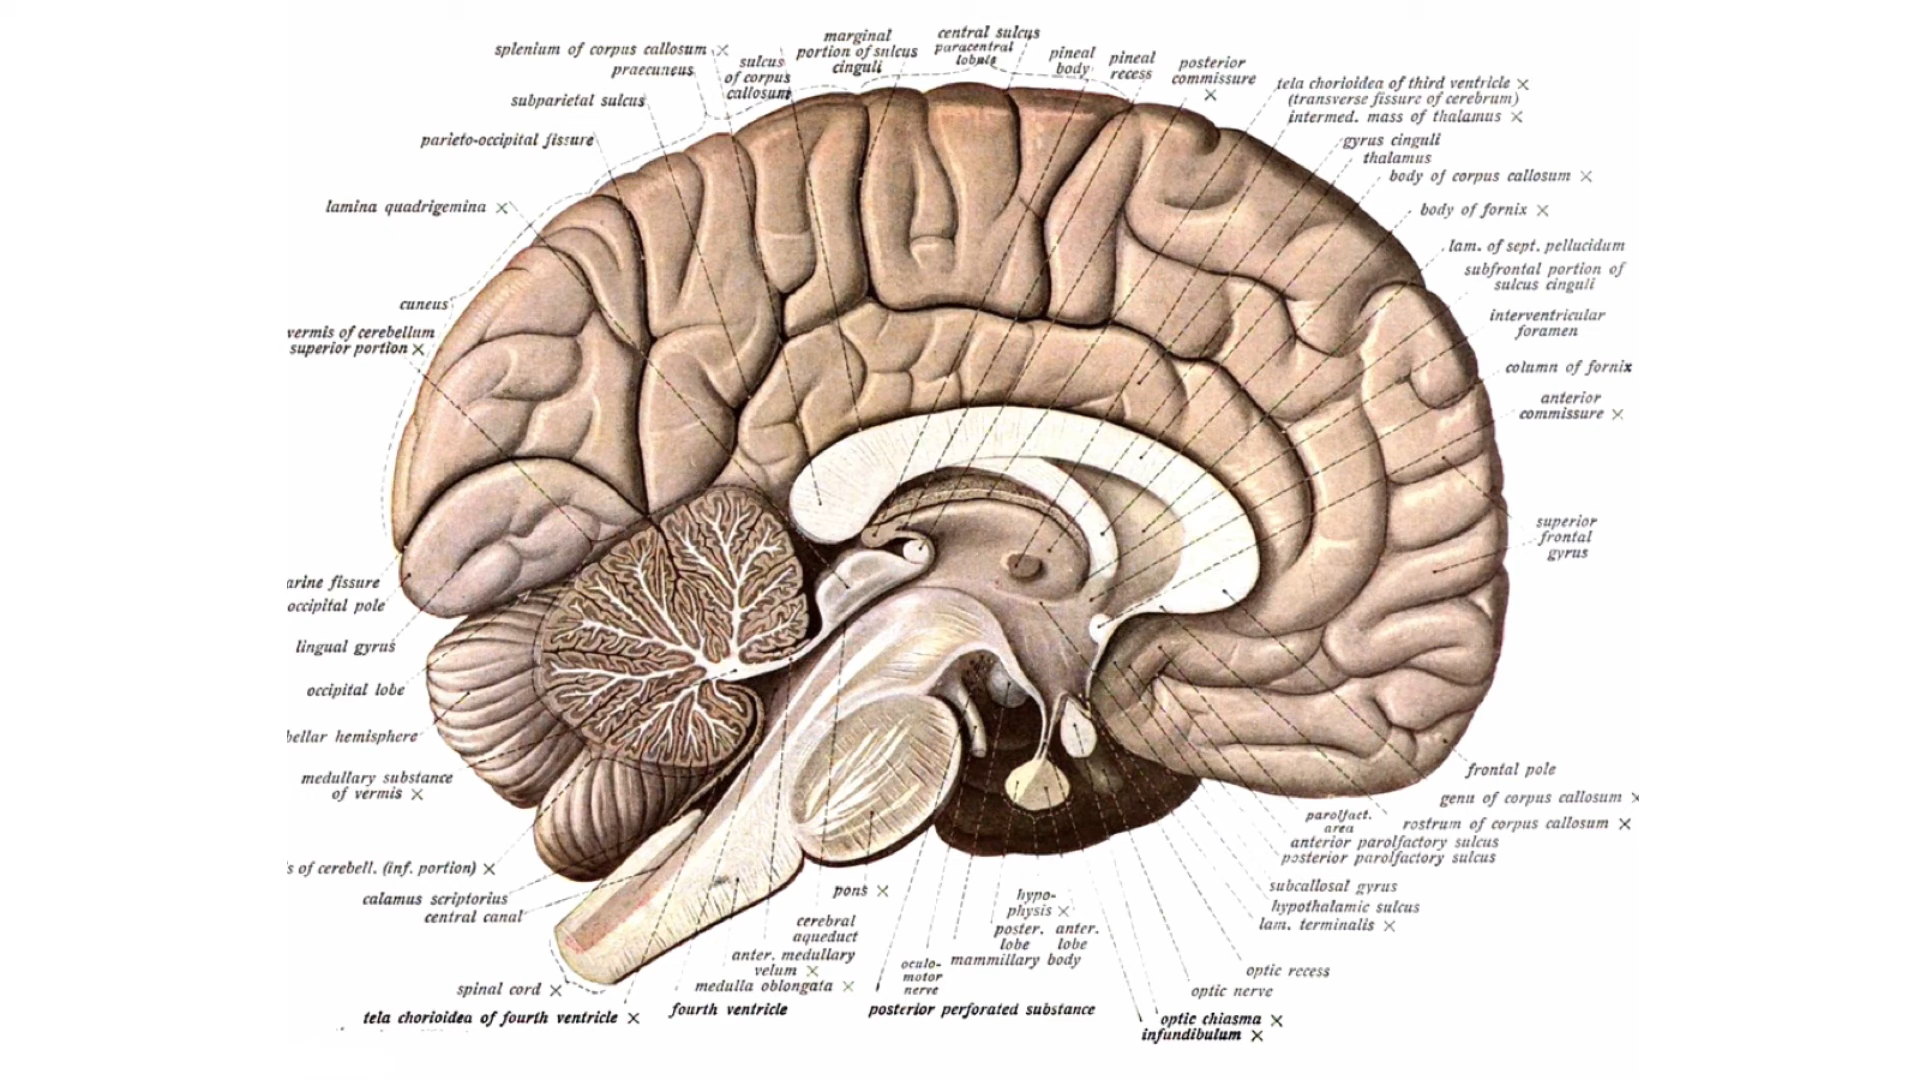 splenium of corpus callosum ×
praecuneus
subparietal sulcus
parieto-occipital fissure
lamina quadrigemina ×
cuneus
vermis of cerebellum
superior portion ×
arine fissure
occipital pole
lingual gyrus
occipital lobe
bellar hemisphere
medullary substance
of vermis ×
s of cerebell. (inf. portion) ×
calamus scriptorius
central canal
spinal cord ×
tela chorioidea of fourth ventricle ×
sulcus
of corpus
callosum
marginal
portion of sulcus
cinguli
central sulcus
paracentral
lobule
pineal
body
pineal
recess
posterior
commissure
×
tela chorioidea of third ventricle ×
(transverse fissure of cerebrum)
intermed. mass of thalamus ×
gyrus cinguli
thalamus
body of corpus callosum ×
body of fornix ×
lam. of sept. pellucidum
subfrontal portion of
sulcus cinguli
interventricular
foramen
column of fornix
anterior
commissure ×
superior
frontal
gyrus
frontal pole
genu of corpus callosum ×
rostrum of corpus callosum ×
parolfact.
area
anterior parolfactory sulcus
posterior parolfactory sulcus
subcallosal gyrus
hypothalamic sulcus
lam. terminalis ×
optic recess
optic nerve
optic chiasma ×
infundibulum ×
pons ×
cerebral
aqueduct
anter. medullary
velum ×
medulla oblongata ×
fourth ventricle
oculo-
motor
nerve
hypo-
physis ×
poster. anter.
lobe lobe
mammillary body
posterior perforated substance